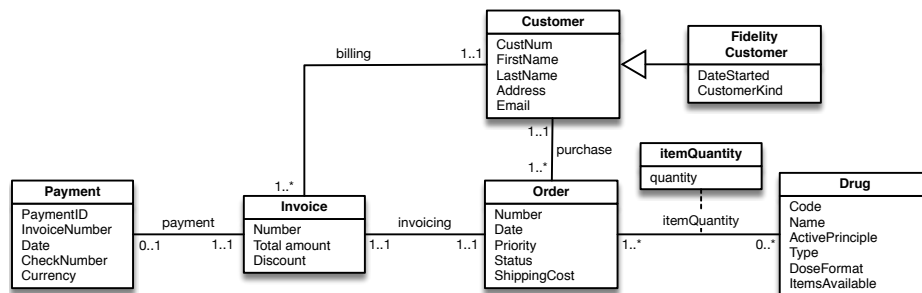 Customer
CustNum
FirstName
LastName
Address
Email
Fidelity
Customer
DateStarted
CustomerKind
billing
1..1
1..1
purchase
1..*
1..*
itemQuantity
quantity
Payment
PaymentID
InvoiceNumber
Date
CheckNumber
Currency
payment
0..1
1..1
Invoice
Number
Total amount
Discount
invoicing
1..1
1..1
Order
Number
Date
Priority
Status
ShippingCost
itemQuantity
1..*
0..*
Drug
Code
Name
ActivePrinciple
Type
DoseFormat
ItemsAvailable